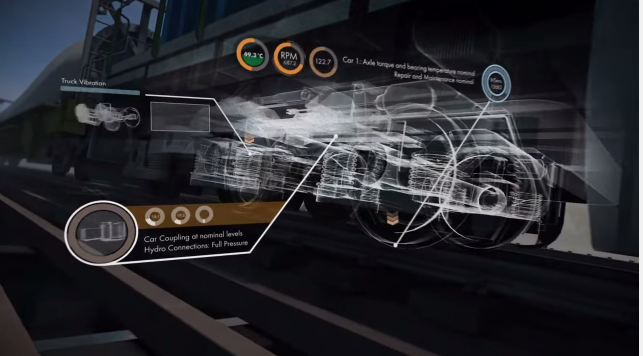 49.3°C
RPM
122.7
Car 1: Axle torque and bearing temperature nominal
Repair and Maintenance nominal
Truck Vibration
Car Coupling at nominal levels
Hydro Connections: Full Pressure